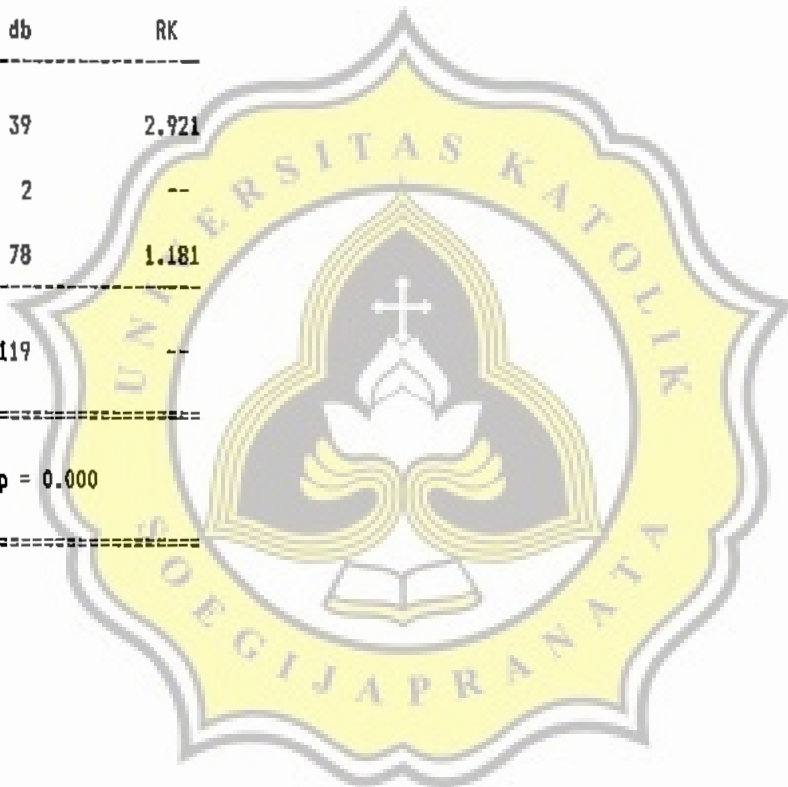 db RK
39 2.921
2 --
78 1.181
119 --
p = 0.000
UNIVERSITAS KATOLIK
SOEGIJAPRANATA